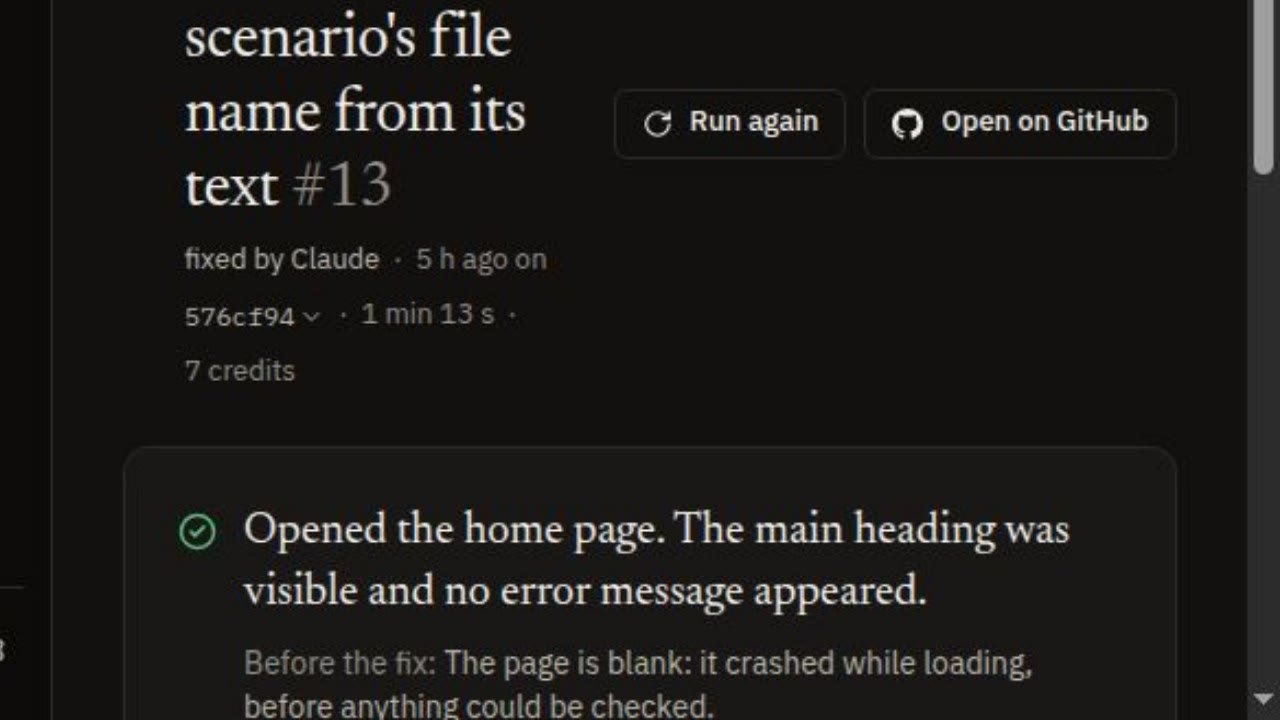 scenario's file
name from its
text #13
Run again
Open on GitHub
fixed by Claude · 5 h ago on
576cf94 · 1 min 13 s ·
7 credits
Opened the home page. The main heading was
visible and no error message appeared.
Before the fix: The page is blank: it crashed while loading,
before anything could be checked.